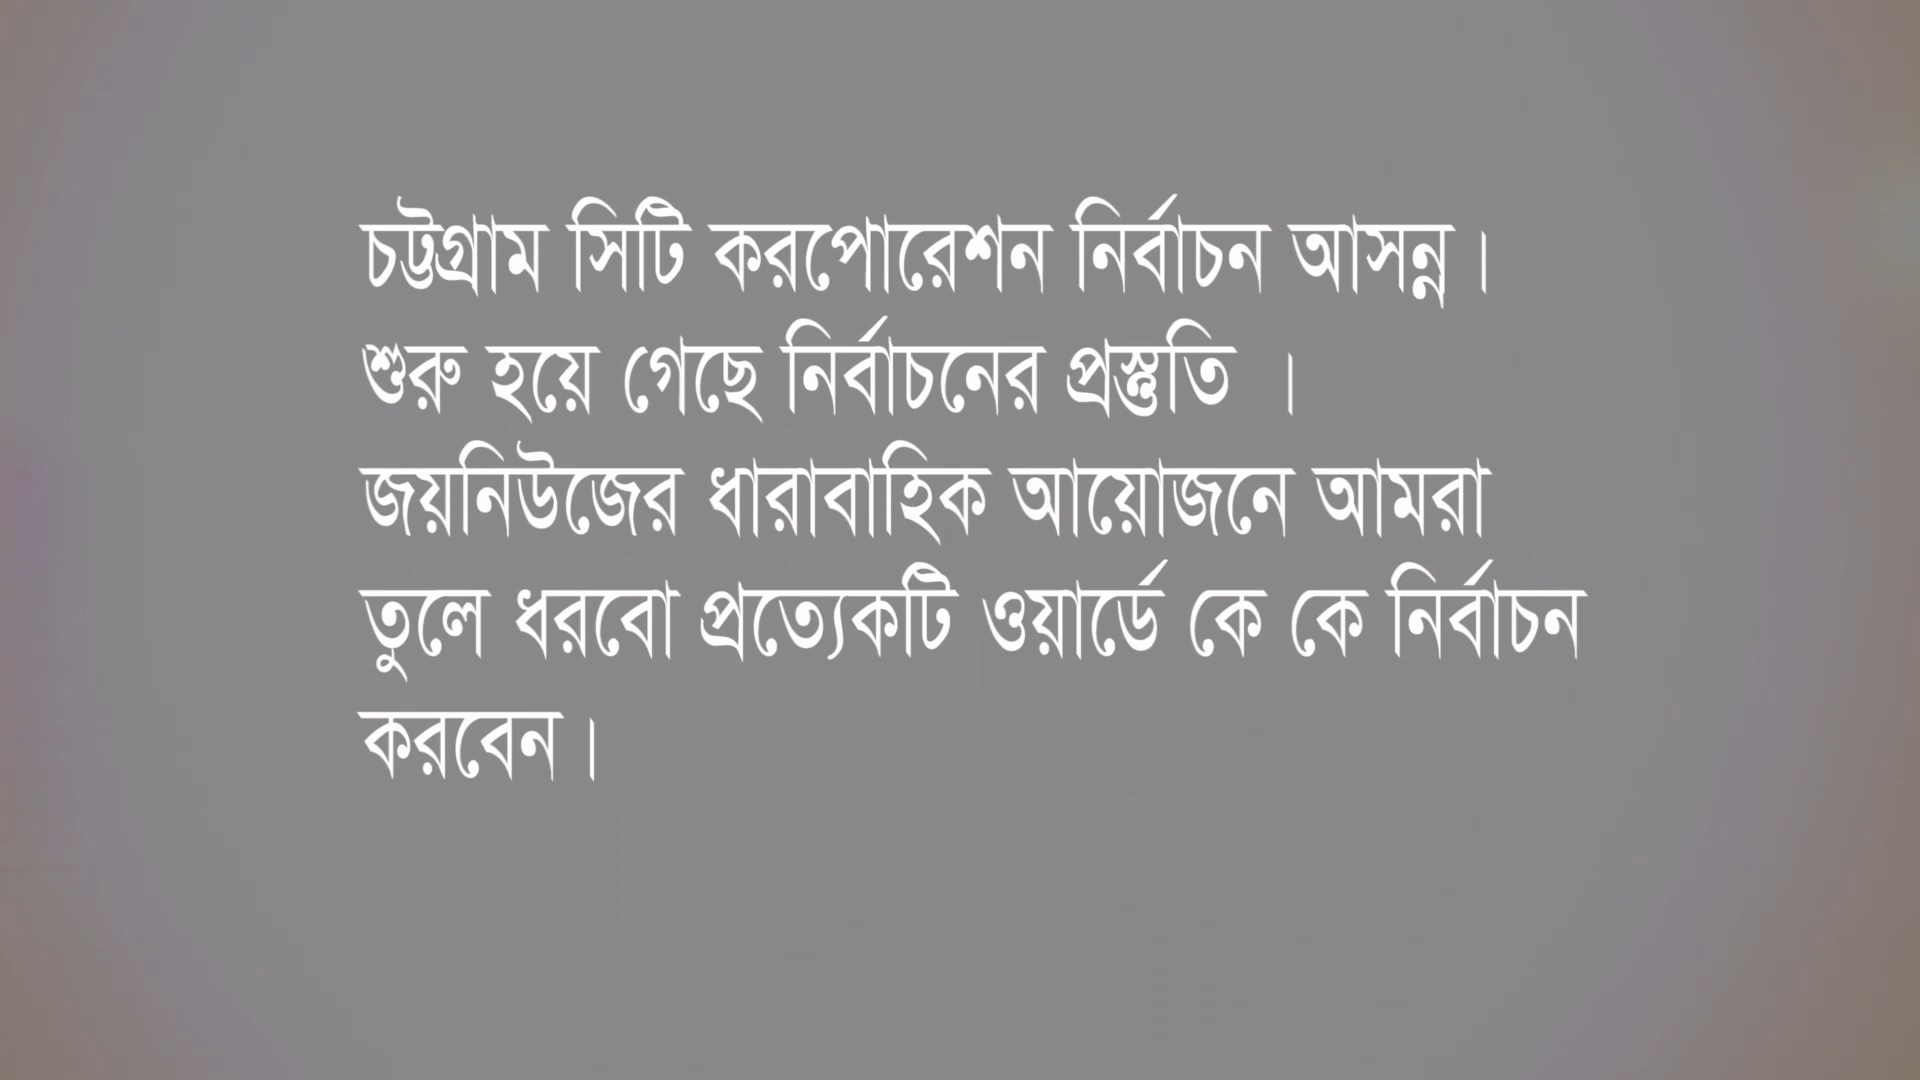 চট্টগ্রাম সিটি করপোরেশন নির্বাচন আসন্ন।
শুরু হয়ে গেছে নির্বাচনের প্রস্তুতি ।
জয়নিউজের ধারাবাহিক আয়োজনে আমরা
তুলে ধরবো প্রত্যেকটি ওয়ার্ডে কে কে নির্বাচন
করবেন।